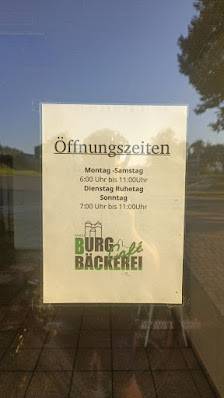 Öffnungszeiten
Montag -Samstag
6:00 Uhr bis 11:00Uhr
Dienstag Ruhetag
Sonntag
7:00 Uhr bis 11:00Uhr
BURG
Café
BÄCKEREI